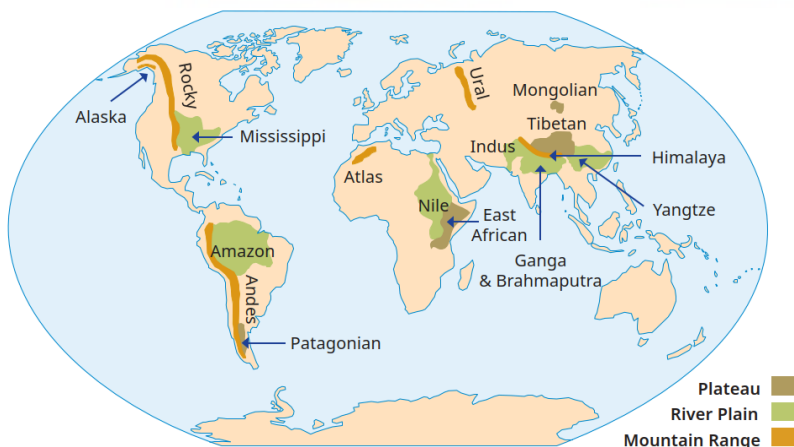 Rocky
Alaska
Mississippi
Ural
Mongolian
Tibetan
Indus
Himalaya
Atlas
Nile
East
African
Yangtze
Ganga
& Brahmaputra
Amazon
Andes
Patagonian
Plateau
River Plain
Mountain Range